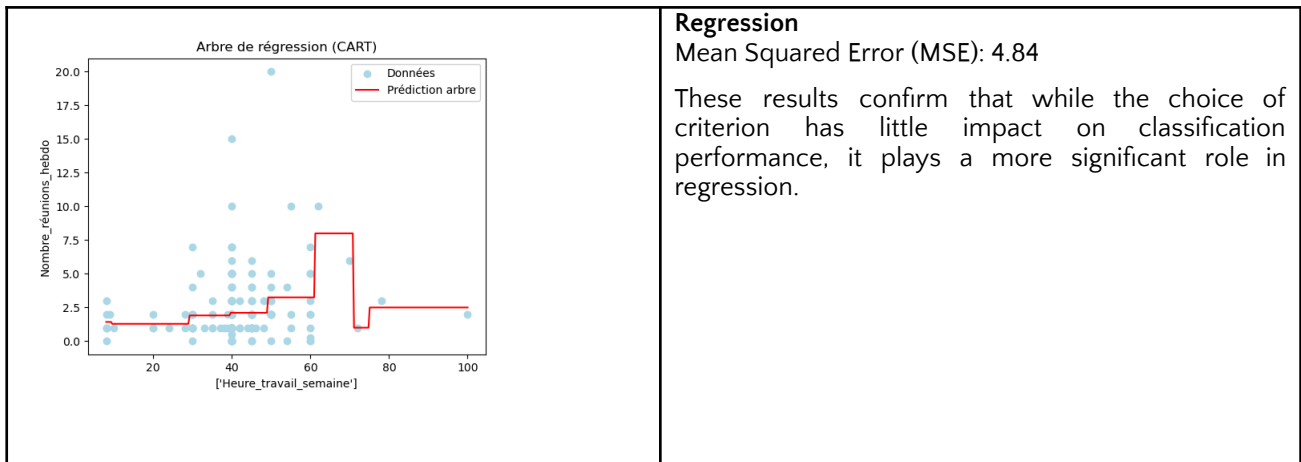 Arbre de régression (CART)
Données
Prédiction arbre
20.0
17.5
15.0
12.5
10.0
7.5
5.0
2.5
0.0
Nombre_réunions_hebdo
20 40 60 80 100
['Heure_travail_semaine']
Regression
Mean Squared Error (MSE): 4.84
These results confirm that while the choice of
criterion has little impact on classification
performance, it plays a more significant role in
regression.